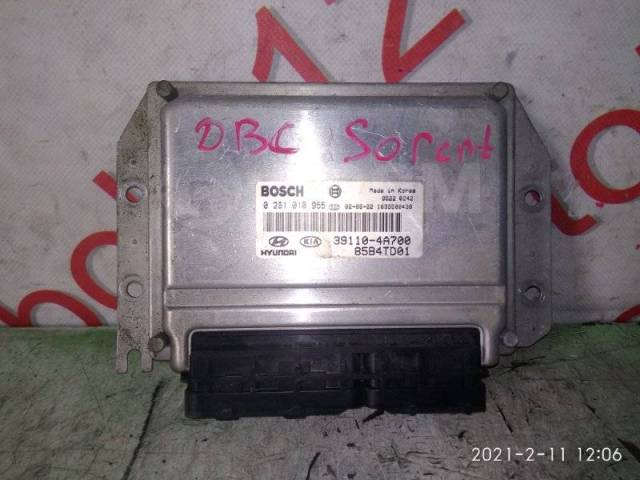 DBC Sorent
BOSCH
Made in Korea
0 281 010 955
39110-4A700
HYUNDAI
KIA
85B4TD01
2021-2-11 12:06